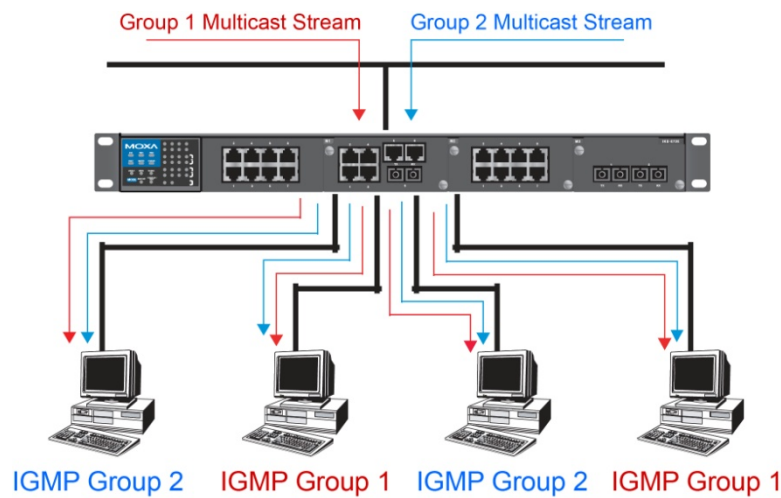 Group 1 Multicast Stream
Group 2 Multicast Stream
MOXA
IGMP Group 2
IGMP Group 1
IGMP Group 2
IGMP Group 1